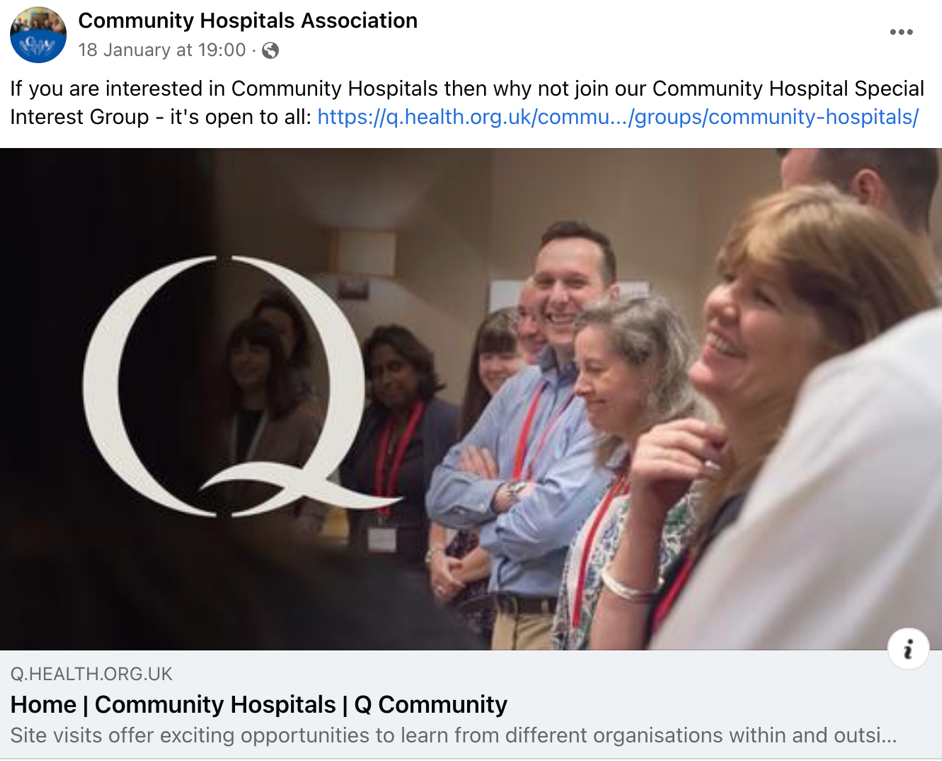 Community Hospitals Association
18 January at 19:00 ·
If you are interested in Community Hospitals then why not join our Community Hospital Special
Interest Group - it's open to all: https://q.health.org.uk/commu.../groups/community-hospitals/
Q
i
Q.HEALTH.ORG.UK
Home | Community Hospitals | Q Community
Site visits offer exciting opportunities to learn from different organisations within and outsi...